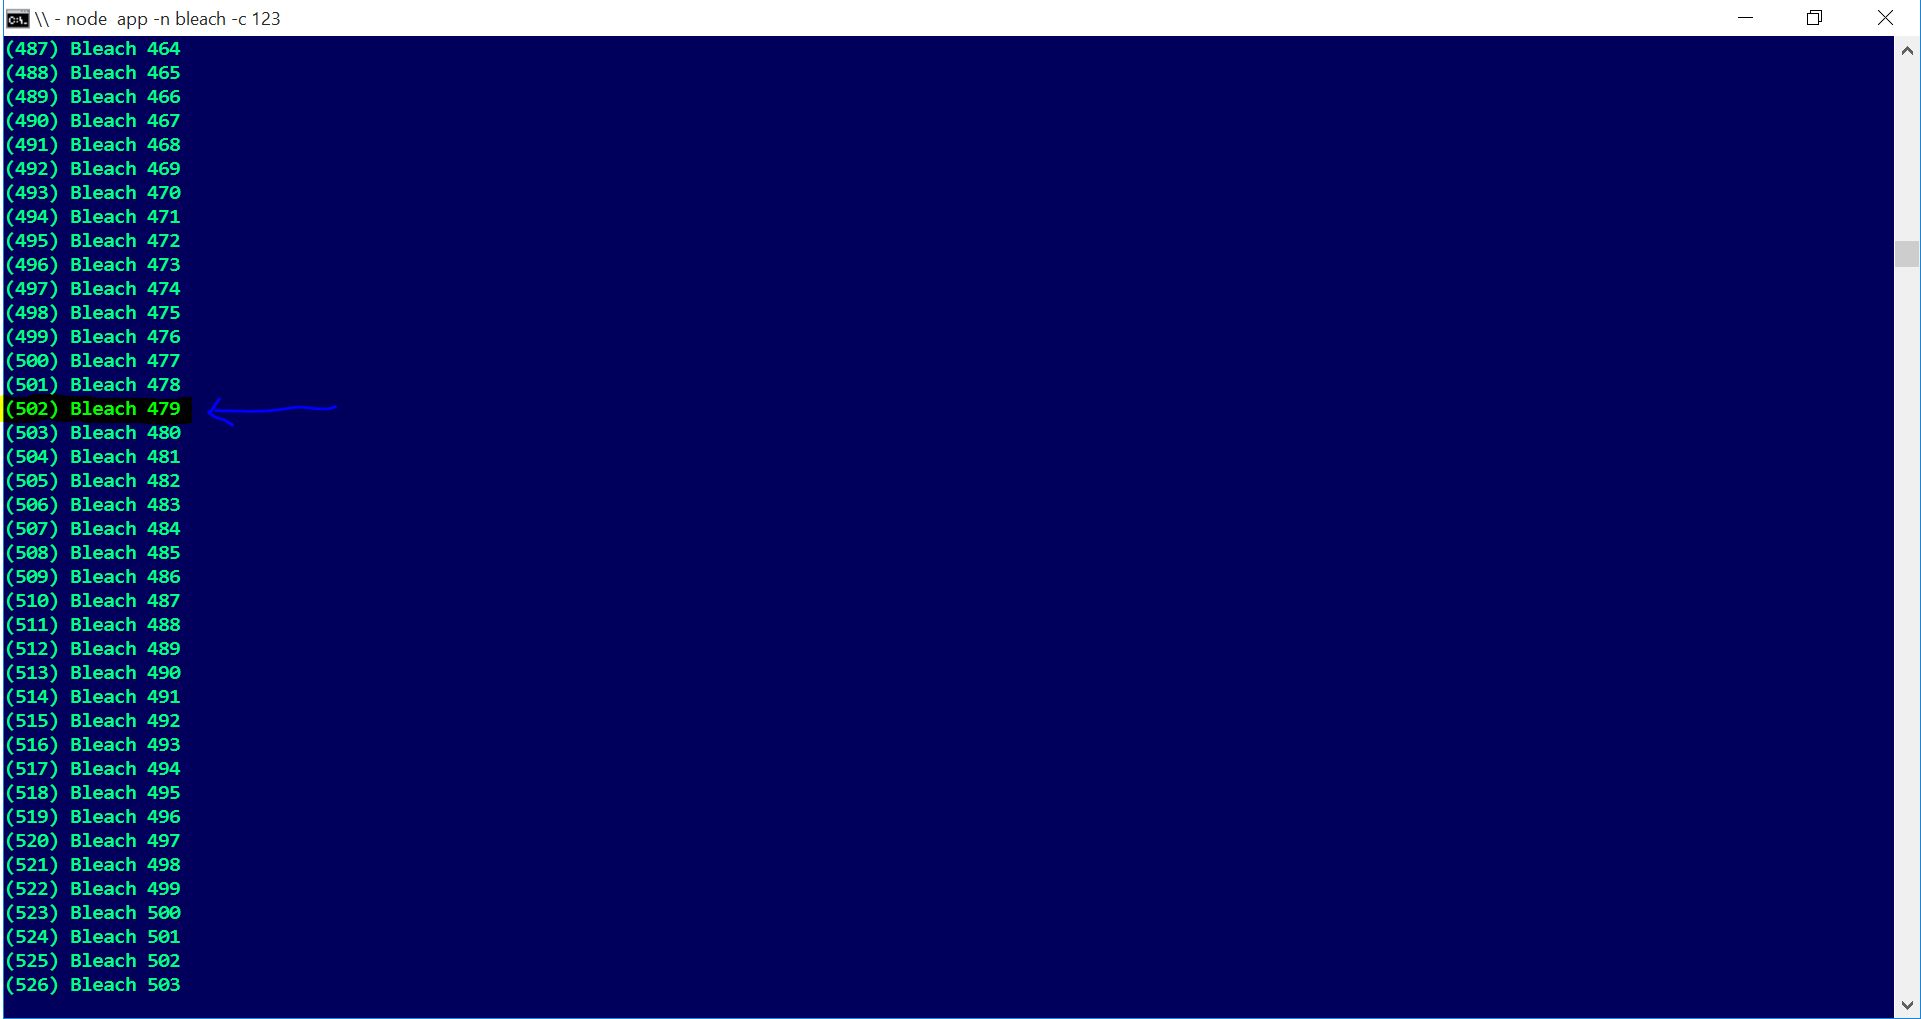 \\ - node  app -n bleach -c 123
(487) Bleach 464
(488) Bleach 465
(489) Bleach 466
(490) Bleach 467
(491) Bleach 468
(492) Bleach 469
(493) Bleach 470
(494) Bleach 471
(495) Bleach 472
(496) Bleach 473
(497) Bleach 474
(498) Bleach 475
(499) Bleach 476
(500) Bleach 477
(501) Bleach 478
(502) Bleach 479
(503) Bleach 480
(504) Bleach 481
(505) Bleach 482
(506) Bleach 483
(507) Bleach 484
(508) Bleach 485
(509) Bleach 486
(510) Bleach 487
(511) Bleach 488
(512) Bleach 489
(513) Bleach 490
(514) Bleach 491
(515) Bleach 492
(516) Bleach 493
(517) Bleach 494
(518) Bleach 495
(519) Bleach 496
(520) Bleach 497
(521) Bleach 498
(522) Bleach 499
(523) Bleach 500
(524) Bleach 501
(525) Bleach 502
(526) Bleach 503